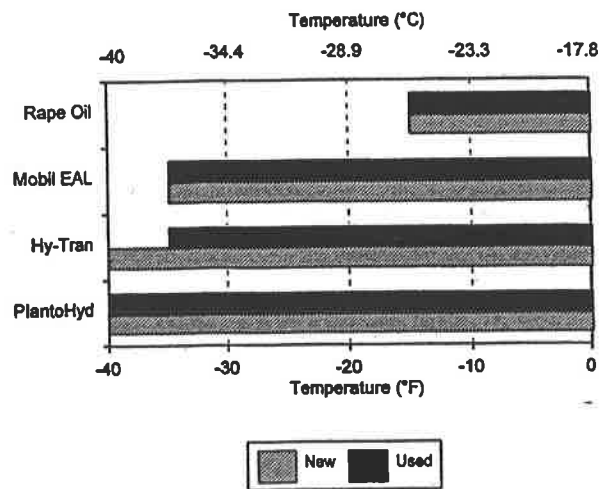 Temperature (°C)
-40 -34.4 -28.9 -23.3 -17.8
Rape Oil
Mobil EAL
Hy-Tran
PlantoHyd
-40 -30 -20 -10 0
Temperature (°F)
New Used